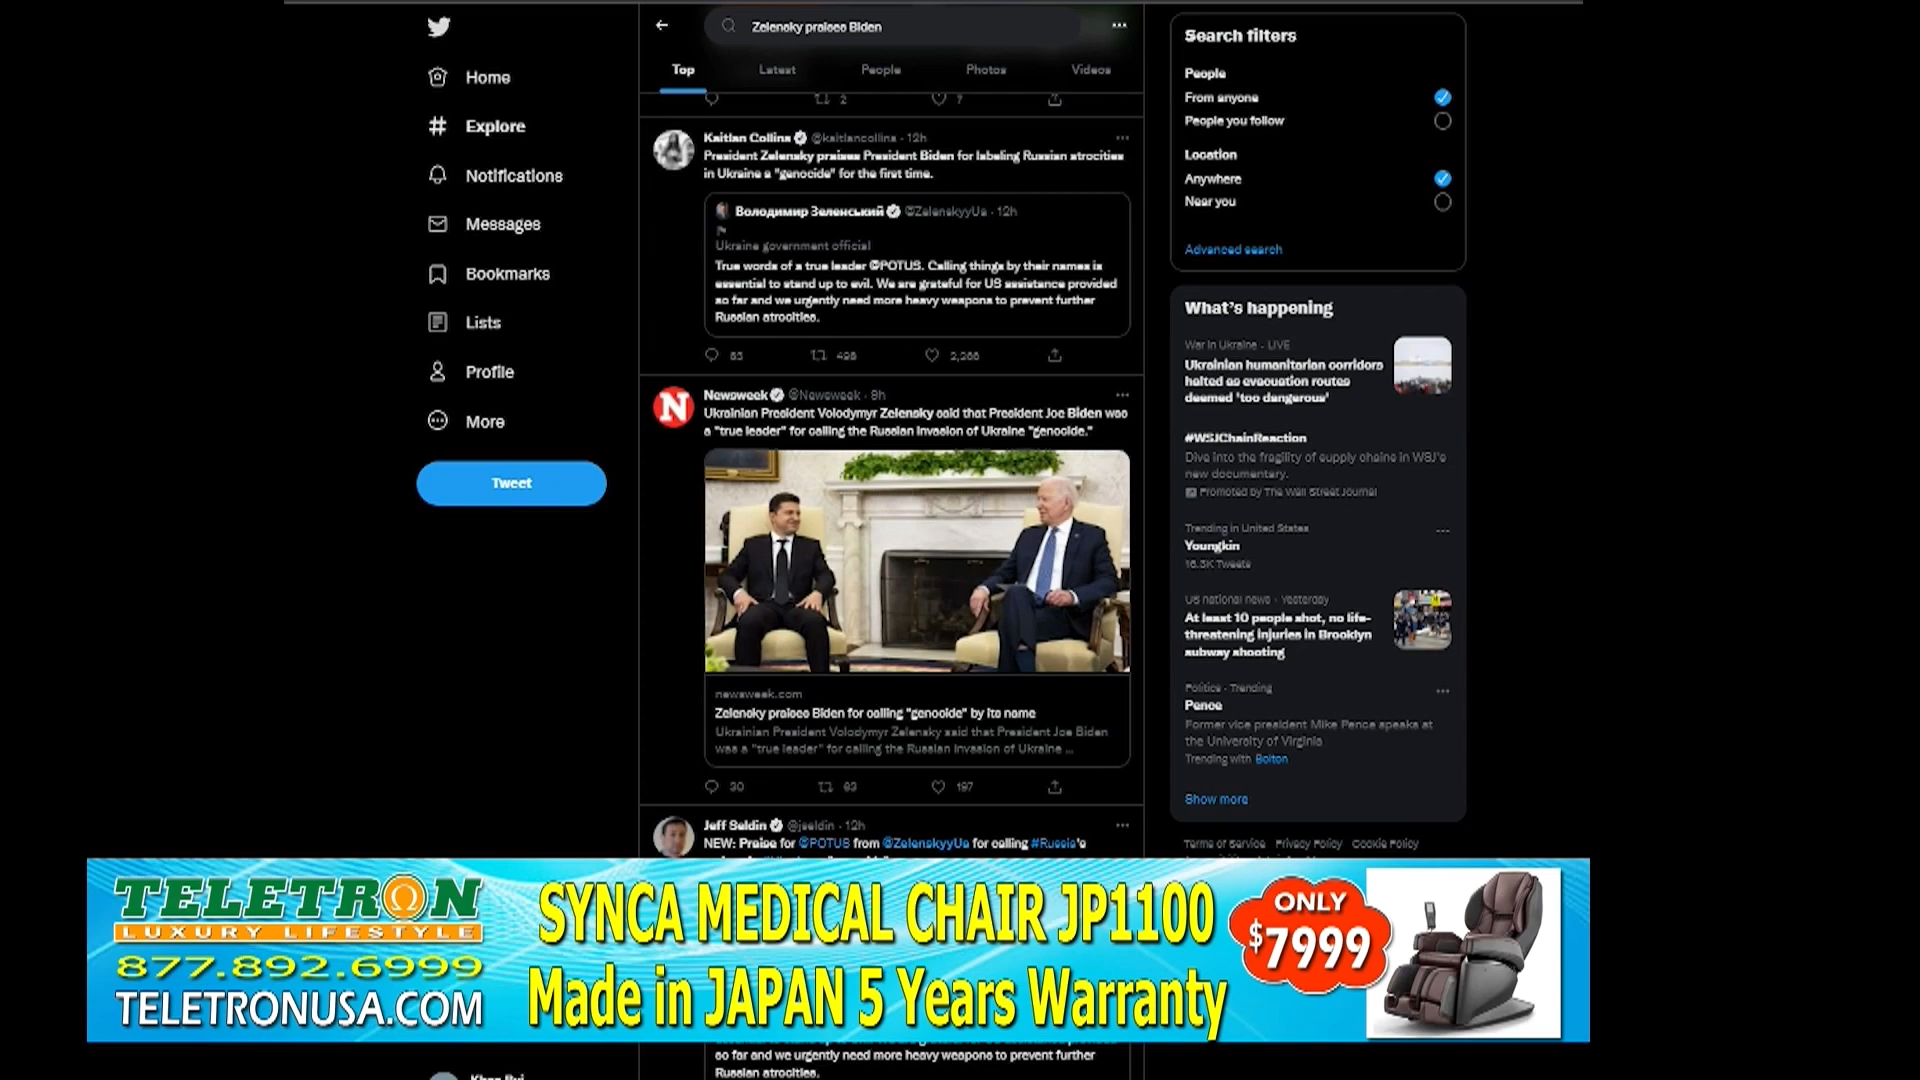 Home
Explore
Notifications
Messages
Bookmarks
Lists
Profile
More
Tweet
Zelensky praises Biden
Top
Latest
People
Photos
Videos
2
7
Kaitlan Collins @kaitlancollins · 12h
President Zelensky praises President Biden for labeling Russian atrocities
in Ukraine a "genocide" for the first time.
Володимир Зеленський @ZelenskyyUa · 12h
Ukraine government official
True words of a true leader @POTUS. Calling things by their names is
essential to stand up to evil. We are grateful for US assistance provided
so far and we urgently need more heavy weapons to prevent further
Russian atrocities.
Newsweek @Newsweek · 8h
Ukrainian President Volodymyr Zelensky said that President Joe Biden was
a "true leader" for calling the Russian invasion of Ukraine "genocide."
newsweek.com
Zelensky praises Biden for calling "genocide" by its name
Ukrainian President Volodymyr Zelensky said that President Joe Biden
was a "true leader" for calling the Russian invasion of Ukraine ...
30
197
Jeff Seldin @jseldin · 12h
NEW: Praise for @POTUS from @ZelenskyyUa for calling #Russia's
so far and we urgently need more heavy weapons to prevent further
Russian atrocities.
Search filters
People
From anyone
People you follow
Location
Anywhere
Near you
Advanced search
What's happening
War in Ukraine · LIVE
Ukrainian humanitarian corridors
halted as evacuation routes
deemed 'too dangerous'
#WSJChainReaction
Dive into the fragility of supply chains in WSJ's
new documentary.
Promoted by The Wall Street Journal
Trending in United States
Youngkin
16.3K Tweets
US national news · Yesterday
At least 10 people shot, no life-
threatening injuries in Brooklyn
subway shooting
Politics · Trending
Pence
Former vice president Mike Pence speaks at
the University of Virginia
Trending with Bolton
Show more
Terms of Service Privacy Policy Cookie Policy
TELETRON
LUXURY LIFESTYLE
877.892.6999
TELETRONUSA.COM
SYNCA MEDICAL CHAIR JP1100
Made in JAPAN 5 Years Warranty
ONLY
$7999